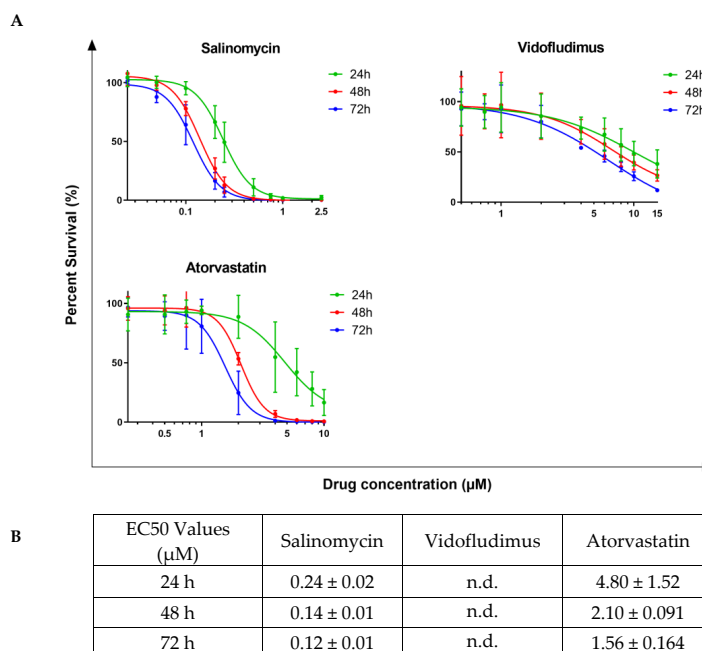 A
Salinomycin
Percent Survival (%)
100
50
0
0.1
1
2.5
24h
48h
72h
Vidofludimus
100
50
0
1
5
10
15
24h
48h
72h
Atorvastatin
100
50
0
0.5
1
5
10
24h
48h
72h
Drug concentration (µM)
B
EC50 Values (µM) Salinomycin Vidofludimus Atorvastatin
24 h 0.24 ± 0.02 n.d. 4.80 ± 1.52
48 h 0.14 ± 0.01 n.d. 2.10 ± 0.091
72 h 0.12 ± 0.01 n.d. 1.56 ± 0.164